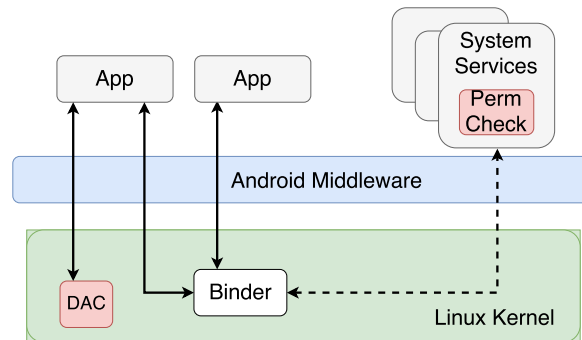 System
Services
App
App
Perm
Check
Android Middleware
DAC
Binder
Linux Kernel